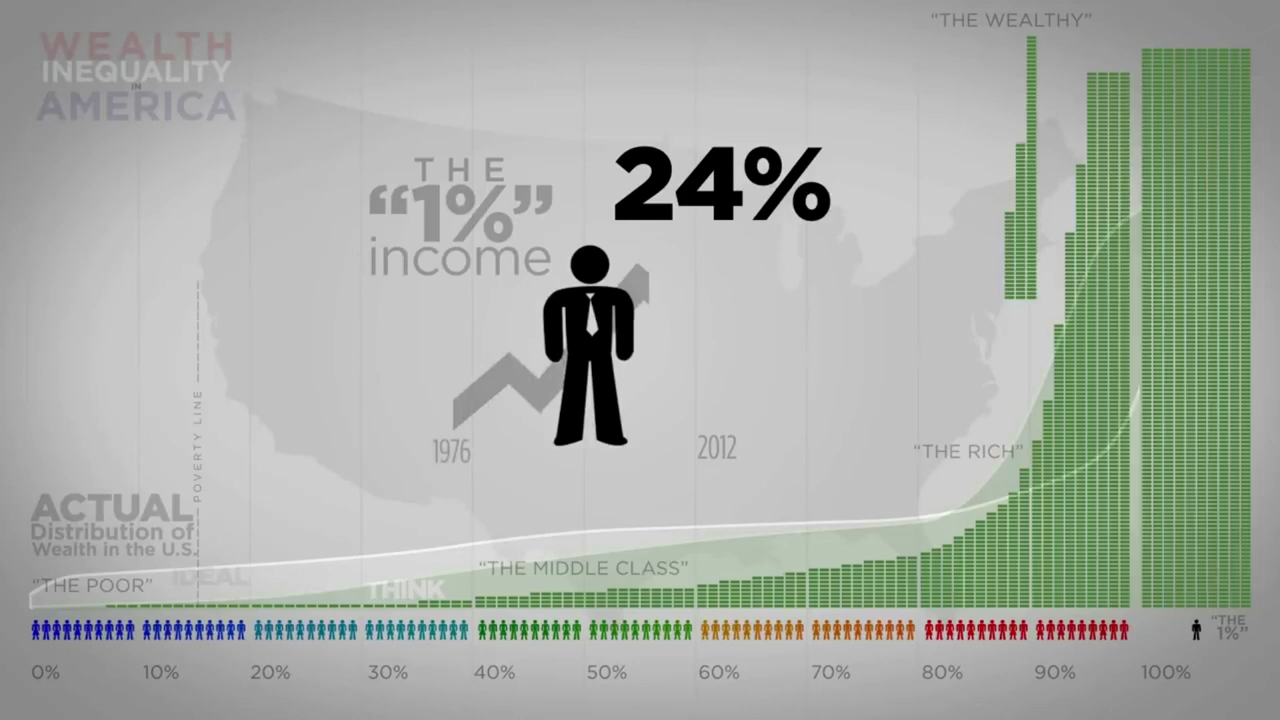 WEALTH
INEQUALITY
IN
AMERICA
"THE WEALTHY"
THE
"1%"
income
24%
1976
2012
POVERTY LINE
"THE RICH"
ACTUAL
Distribution of
Wealth in the U.S.
"THE POOR"
IDEAL
THINK
"THE MIDDLE CLASS"
"THE
1%"
0% 10% 20% 30% 40% 50% 60% 70% 80% 90% 100%